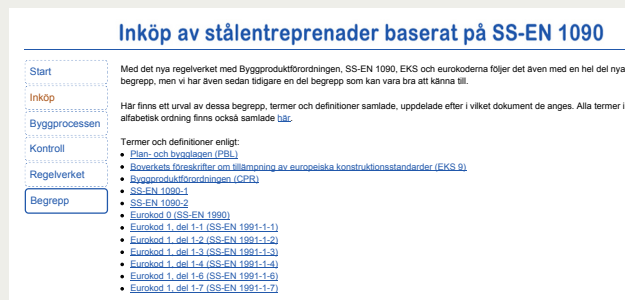 Inköp av stålentreprenader baserat på SS-EN 1090
Start
Inköp
Byggprocessen
Kontroll
Regelverket
Begrepp
Med det nya regelverket med Byggproduktförordningen, SS-EN 1090, EKS och eurokoderna följer det även med en hel del nya
begrepp, men vi har även sedan tidigare en del begrepp som kan vara bra att känna till.
Här finns ett urval av dessa begrepp, termer och definitioner samlade, uppdelade efter i vilket dokument de anges. Alla termer i
alfabetisk ordning finns också samlade här.
Termer och definitioner enligt:
Plan- och bygglagen (PBL)
Boverkets föreskrifter om tillämpning av europeiska konstruktionsstandarder (EKS 9)
Byggproduktförordningen (CPR)
SS-EN 1090-1
SS-EN 1090-2
Eurokod 0 (SS-EN 1990)
Eurokod 1, del 1-1 (SS-EN 1991-1-1)
Eurokod 1, del 1-2 (SS-EN 1991-1-2)
Eurokod 1, del 1-3 (SS-EN 1991-1-3)
Eurokod 1, del 1-4 (SS-EN 1991-1-4)
Eurokod 1, del 1-6 (SS-EN 1991-1-6)
Eurokod 1, del 1-7 (SS-EN 1991-1-7)